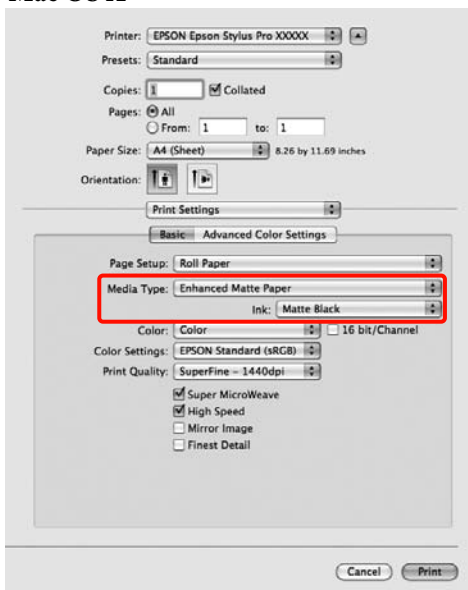 Printer: EPSON Epson Stylus Pro XXXXX
Presets: Standard
Copies: 1 Collated
Pages: All
From: 1 to: 1
Paper Size: A4 (Sheet) 8.26 by 11.69 inches
Orientation:
Print Settings
Basic Advanced Color Settings
Page Setup: Roll Paper
Media Type: Enhanced Matte Paper
Ink: Matte Black
Color: Color 16 bit/Channel
Color Settings: EPSON Standard (sRGB)
Print Quality: SuperFine – 1440dpi
Super MicroWeave
High Speed
Mirror Image
Finest Detail
Cancel Print